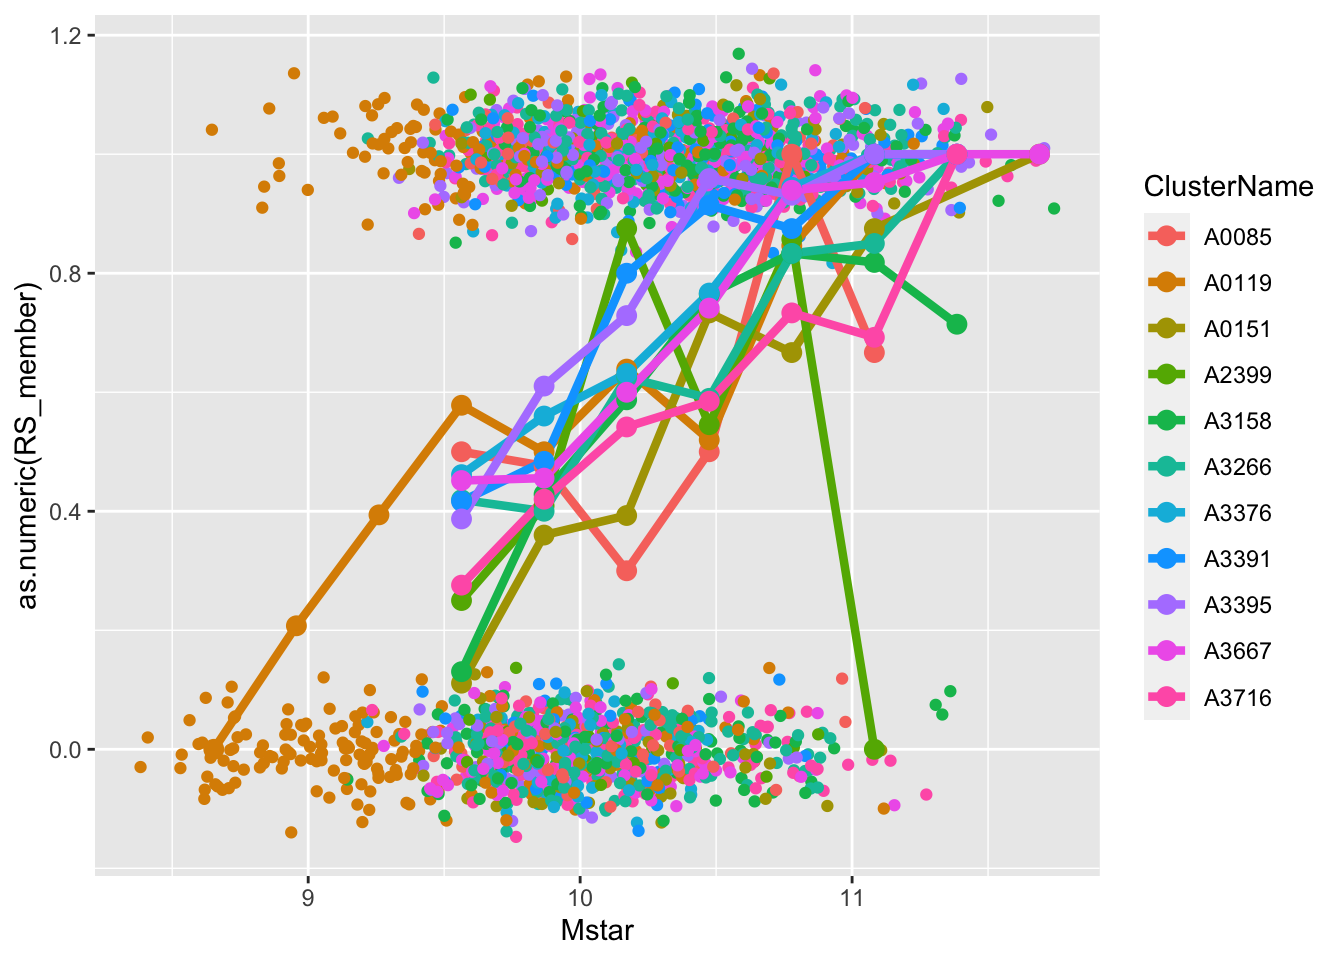 1.2
0.8
0.4
0.0
as.numeric(RS_member)
9
10
11
Mstar
ClusterName
A0085
A0119
A0151
A2399
A3158
A3266
A3376
A3391
A3395
A3667
A3716